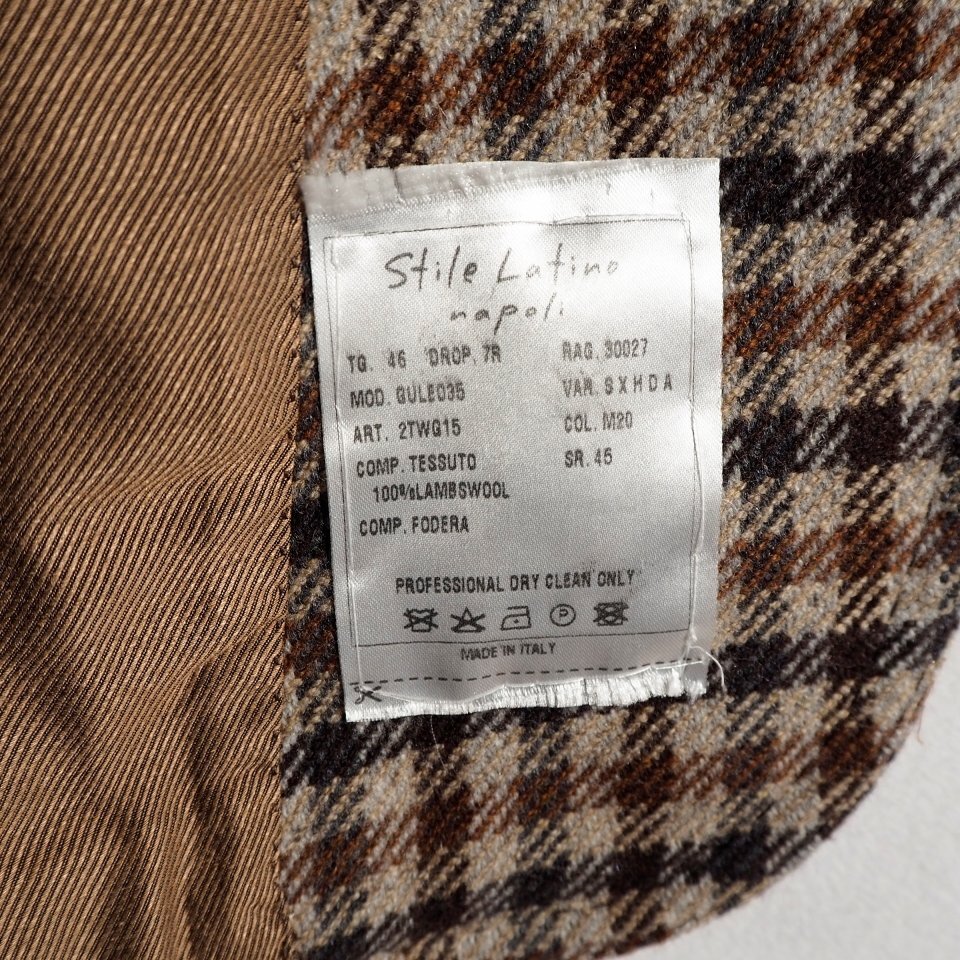 Stile Latino
napoli
TG. 46 DROP. 7R RAG. 30027
MOD. GULEO35 VAR. S X H D A
ART. 2TWG15 COL. M20
COMP. TESSUTO SR. 45
100%LAMBSWOOL
COMP. FODERA
PROFESSIONAL DRY CLEAN ONLY
P
MADE IN ITALY